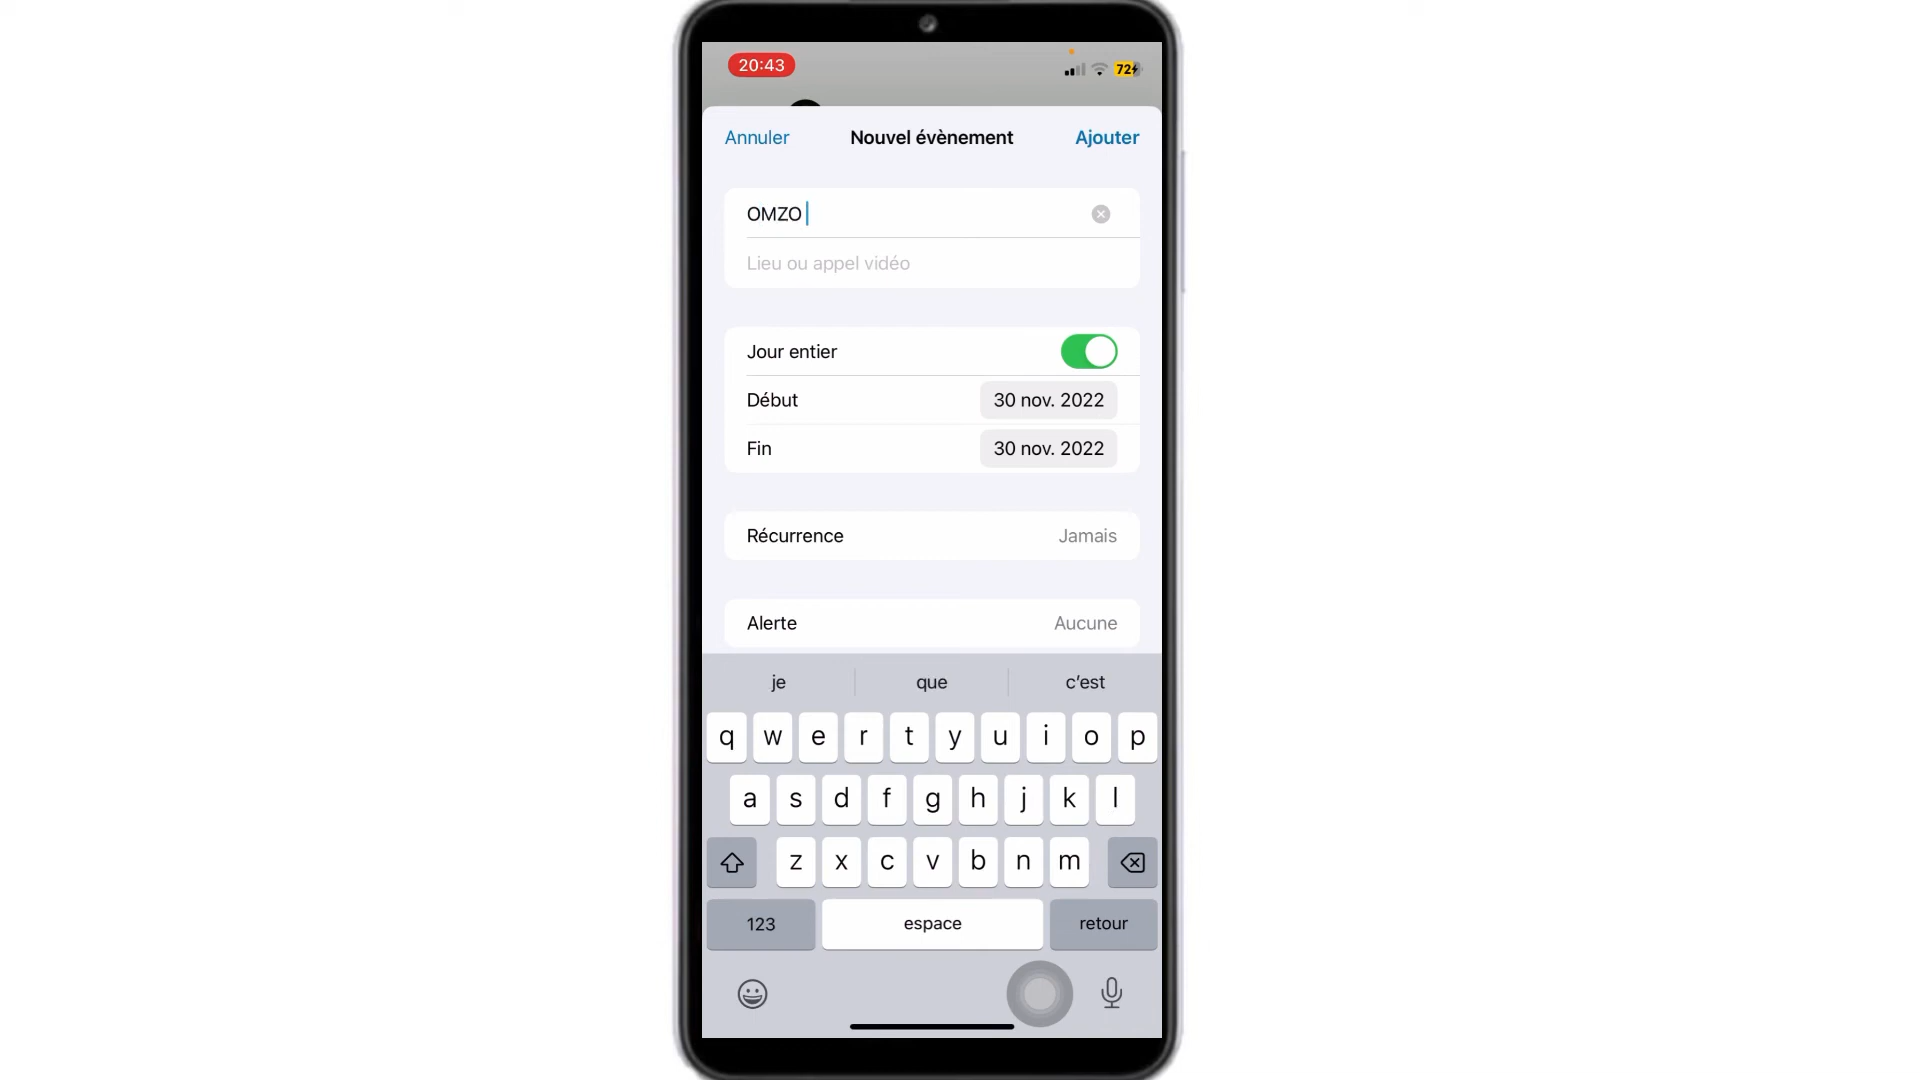 20:43
72
Annuler
Nouvel évènement
Ajouter
OMZO
Lieu ou appel vidéo
Jour entier
Début
30 nov. 2022
Fin
30 nov. 2022
Récurrence
Jamais
Alerte
Aucune
je
que
c’est
q w e r t y u i o p
a s d f g h j k l
z x c v b n m
123
espace
retour